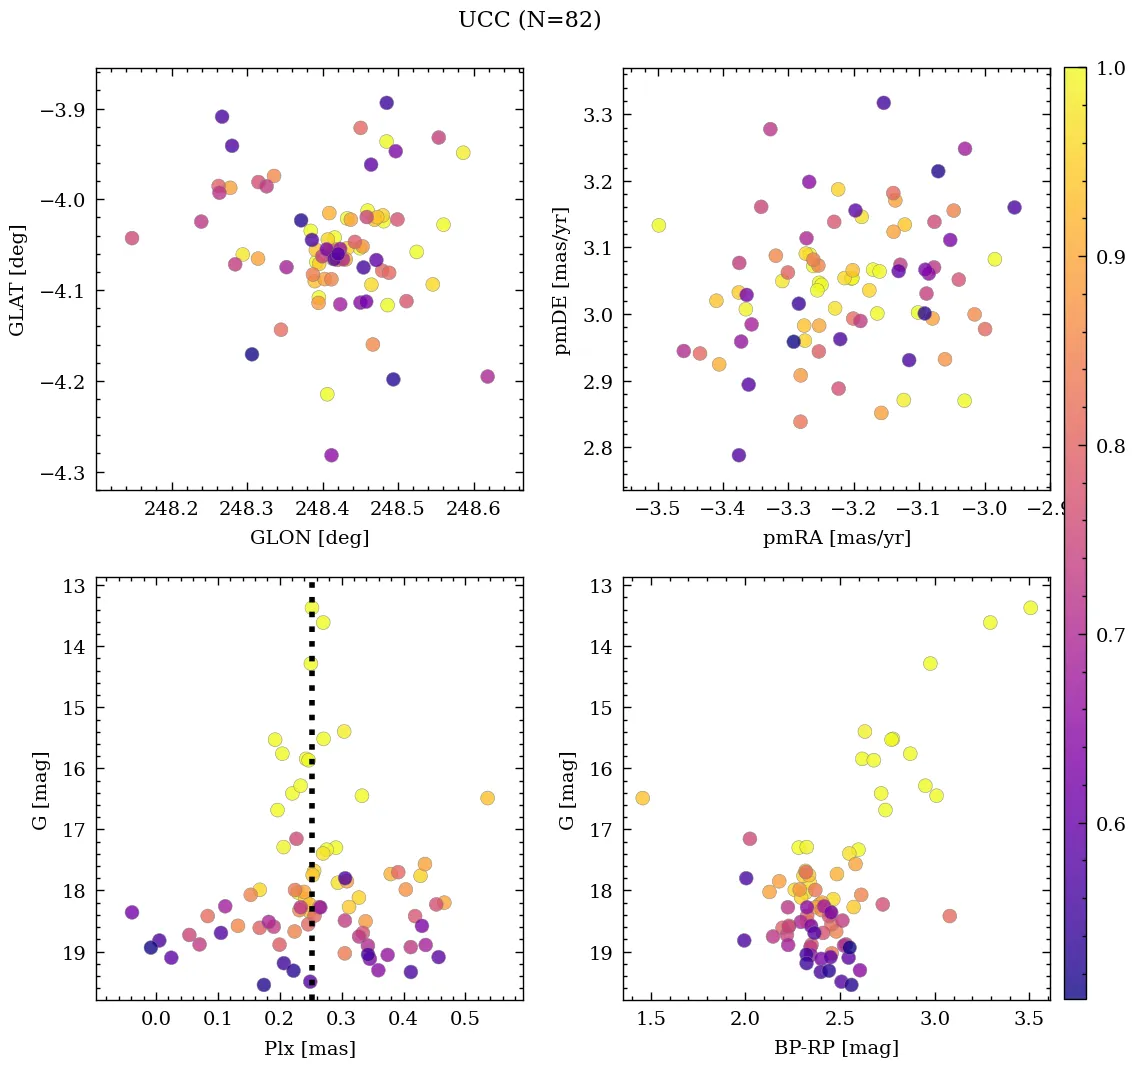 UCC (N=82)
−3.9
−4.0
−4.1
−4.2
−4.3
GLAT [deg]
248.2 248.3 248.4 248.5 248.6
GLON [deg]
3.3
3.2
3.1
3.0
2.9
2.8
pmDE [mas/yr]
−3.5 −3.4 −3.3 −3.2 −3.1 −3.0 −2.9
pmRA [mas/yr]
13
14
15
16
17
18
19
G [mag]
0.0 0.1 0.2 0.3 0.4 0.5
Plx [mas]
13
14
15
16
17
18
19
G [mag]
1.5 2.0 2.5 3.0 3.5
BP-RP [mag]
1.0
0.9
0.8
0.7
0.6